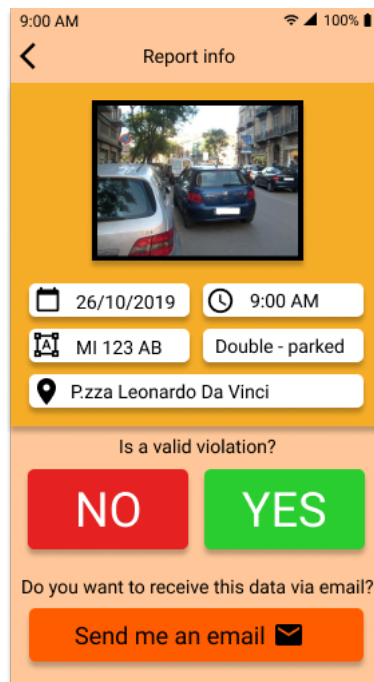 9:00 AM 100%
Report info
26/10/2019 9:00 AM
A MI 123 AB Double - parked
P.zza Leonardo Da Vinci
Is a valid violation?
NO YES
Do you want to receive this data via email?
Send me an email